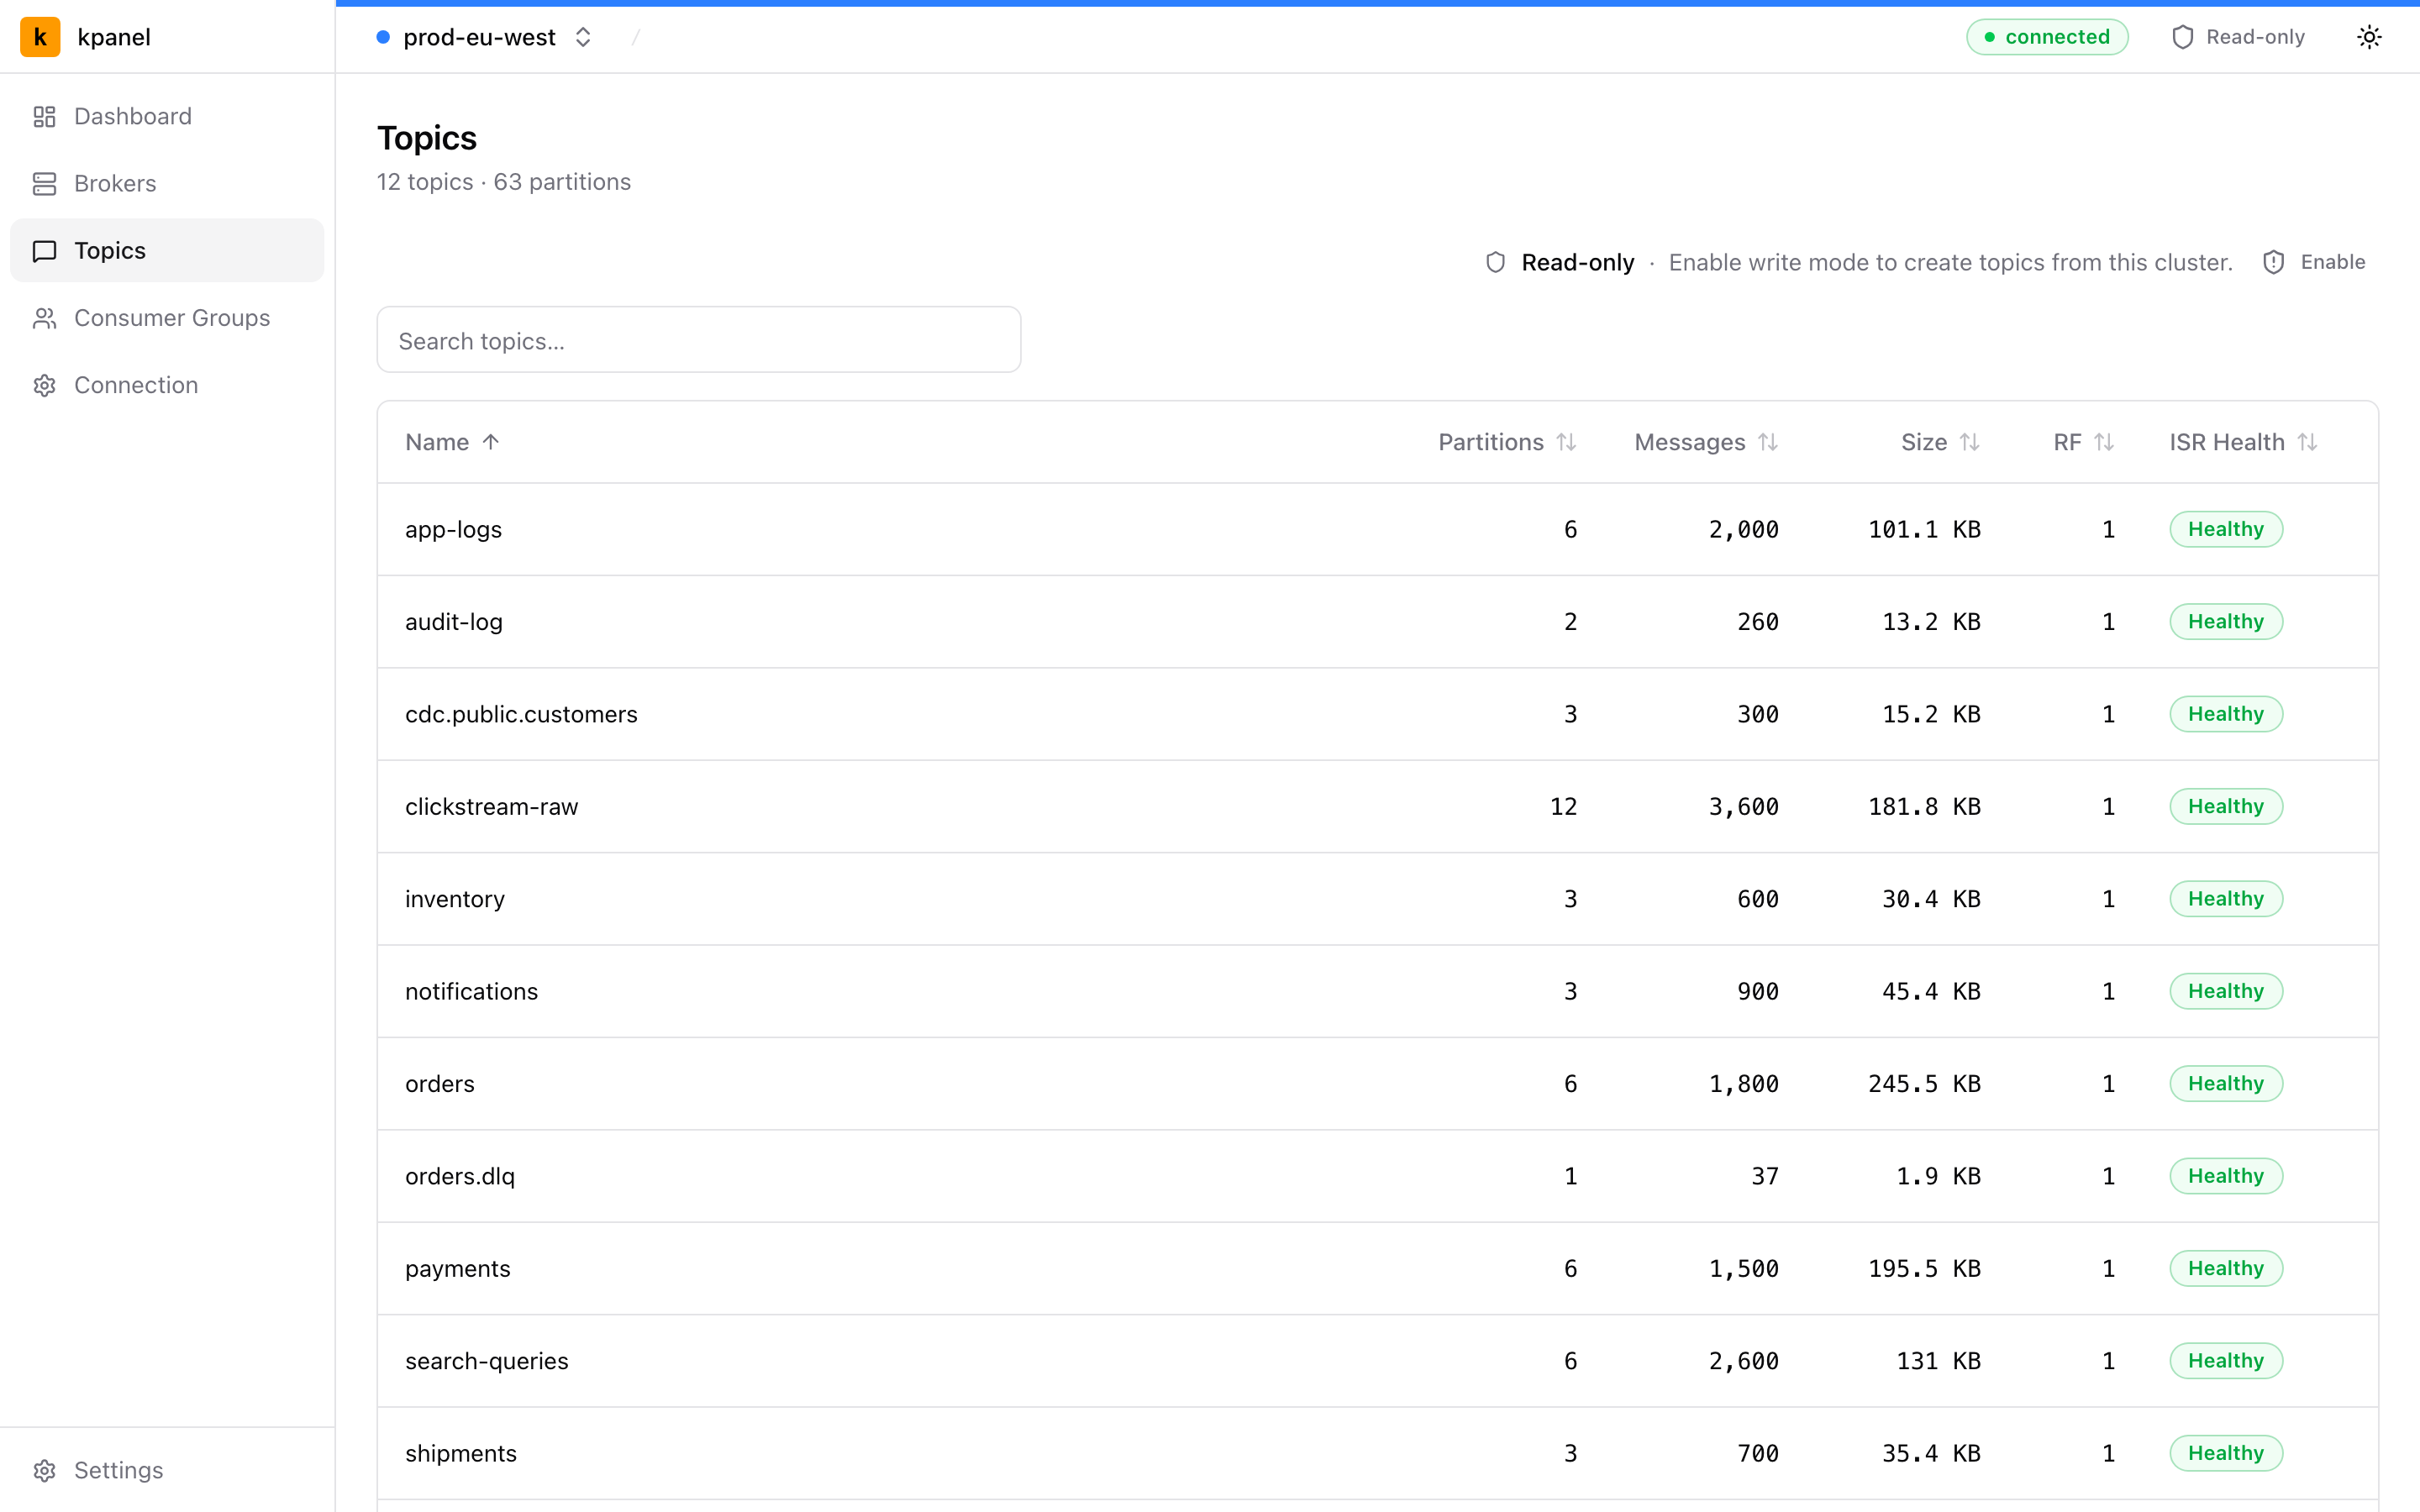 k kpanel
prod-eu-west / connected Read-only
Dashboard
Brokers
Topics
Consumer Groups
Connection
Settings
Topics
12 topics · 63 partitions
Read-only · Enable write mode to create topics from this cluster. Enable
Search topics...
Name Partitions Messages Size RF ISR Health
app-logs 6 2,000 101.1 KB 1 Healthy
audit-log 2 260 13.2 KB 1 Healthy
cdc.public.customers 3 300 15.2 KB 1 Healthy
clickstream-raw 12 3,600 181.8 KB 1 Healthy
inventory 3 600 30.4 KB 1 Healthy
notifications 3 900 45.4 KB 1 Healthy
orders 6 1,800 245.5 KB 1 Healthy
orders.dlq 1 37 1.9 KB 1 Healthy
payments 6 1,500 195.5 KB 1 Healthy
search-queries 6 2,600 131 KB 1 Healthy
shipments 3 700 35.4 KB 1 Healthy